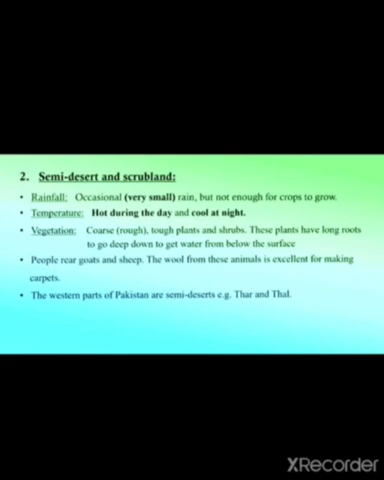 2. Semi-desert and scrubland:
• Rainfall: Occasional (very small) rain, but not enough for crops to grow.
• Temperature: Hot during the day and cool at night.
• Vegetation: Coarse (rough), tough plants and shrubs. These plants have long roots
to go deep down to get water from below the surface
• People rear goats and sheep. The wool from these animals is excellent for making
carpets.
• The western parts of Pakistan are semi-deserts e.g. Thar and Thal.
XRecorder